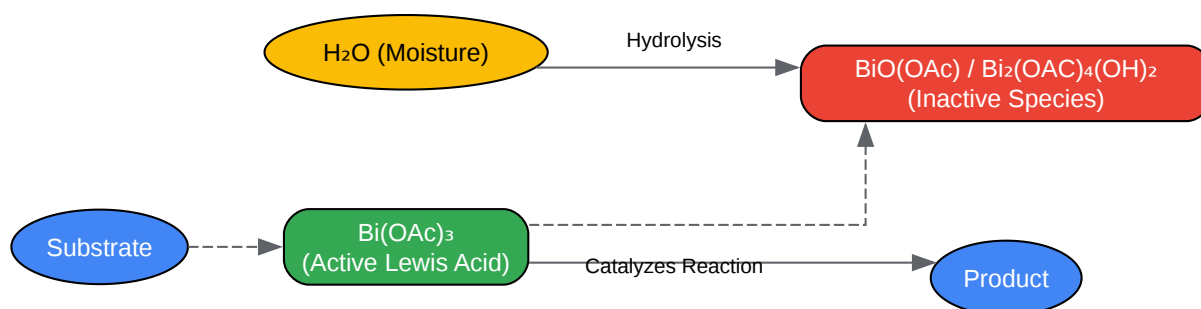 H₂O (Moisture)
Hydrolysis
BiO(OAc) / Bi₂(OAC)₄(OH)₂
(Inactive Species)
Substrate
Bi(OAc)₃
(Active Lewis Acid)
Catalyzes Reaction
Product